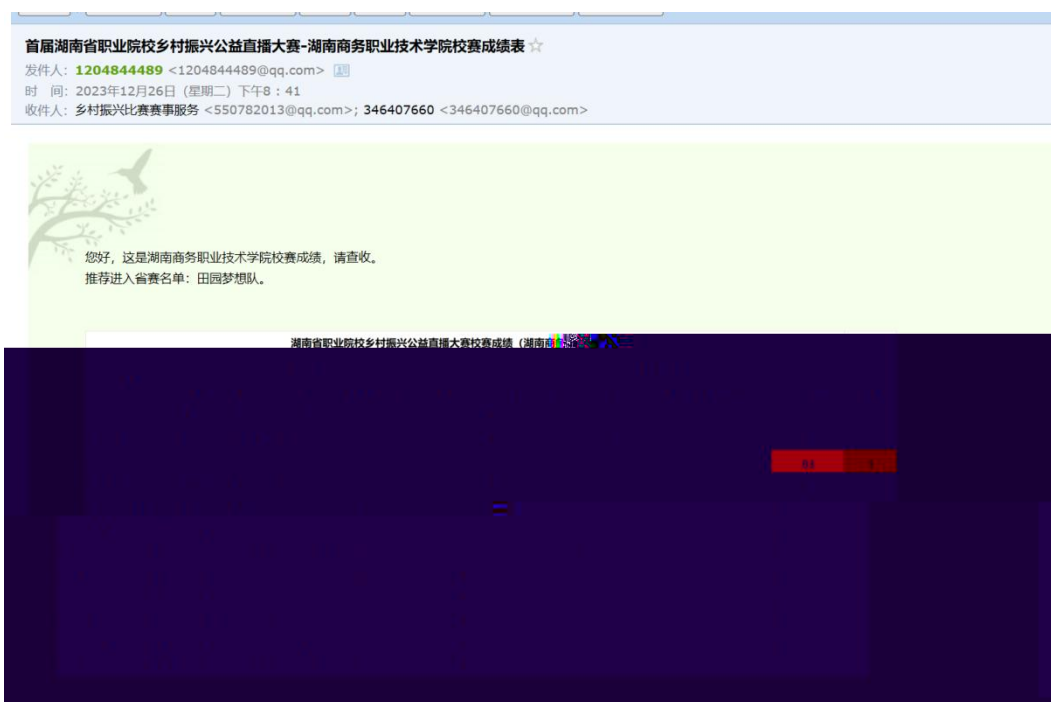 首届湖南省职业院校乡村振兴公益直播大赛-湖南商务职业技术学院校赛成绩表
发件人: 1204844489 <1204844489@qq.com>
时 间: 2023年12月26日 (星期二) 下午8:41
收件人: 乡村振兴比赛赛事服务 <550782013@qq.com>; 346407660 <346407660@qq.com>
您好，这是湖南商务职业技术学院校赛成绩，请查收。
推荐进入省赛名单：田园梦想队。
湖南省职业院校乡村振兴公益直播大赛校赛成绩（湖南商